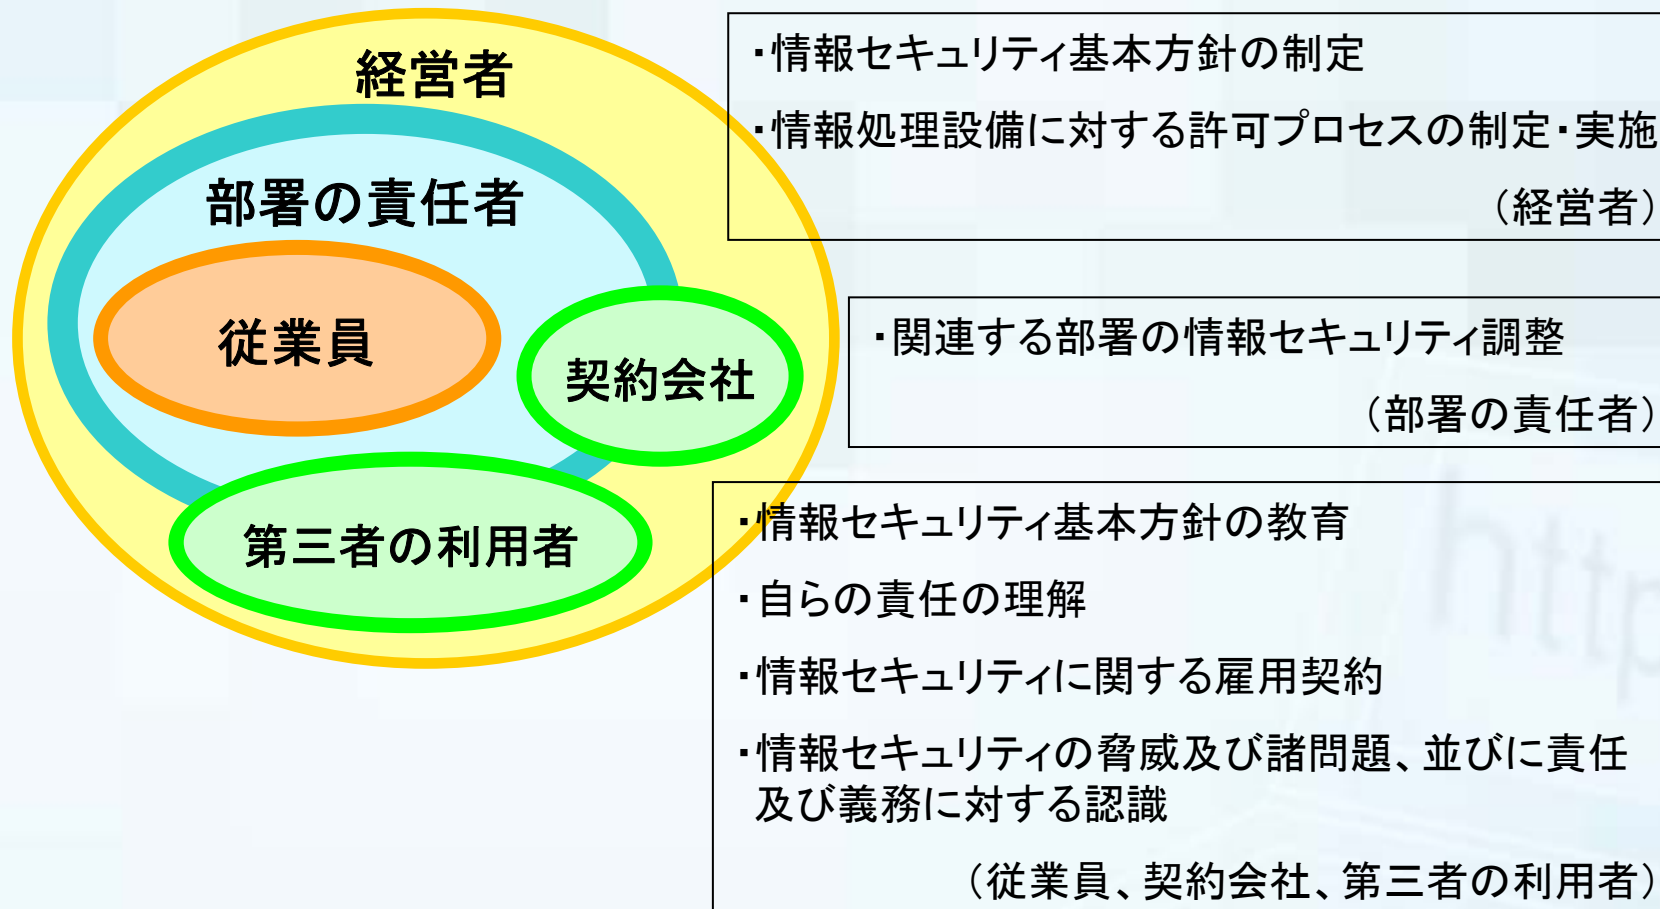 経営者
部署の責任者
従業員
契約会社
第三者の利用者
・情報セキュリティ基本方針の制定
・情報処理設備に対する許可プロセスの制定・実施
（経営者）
・関連する部署の情報セキュリティ調整
（部署の責任者）
・情報セキュリティ基本方針の教育
・自らの責任の理解
・情報セキュリティに関する雇用契約
・情報セキュリティの脅威及び諸問題、並びに責任
及び義務に対する認識
（従業員、契約会社、第三者の利用者）
http